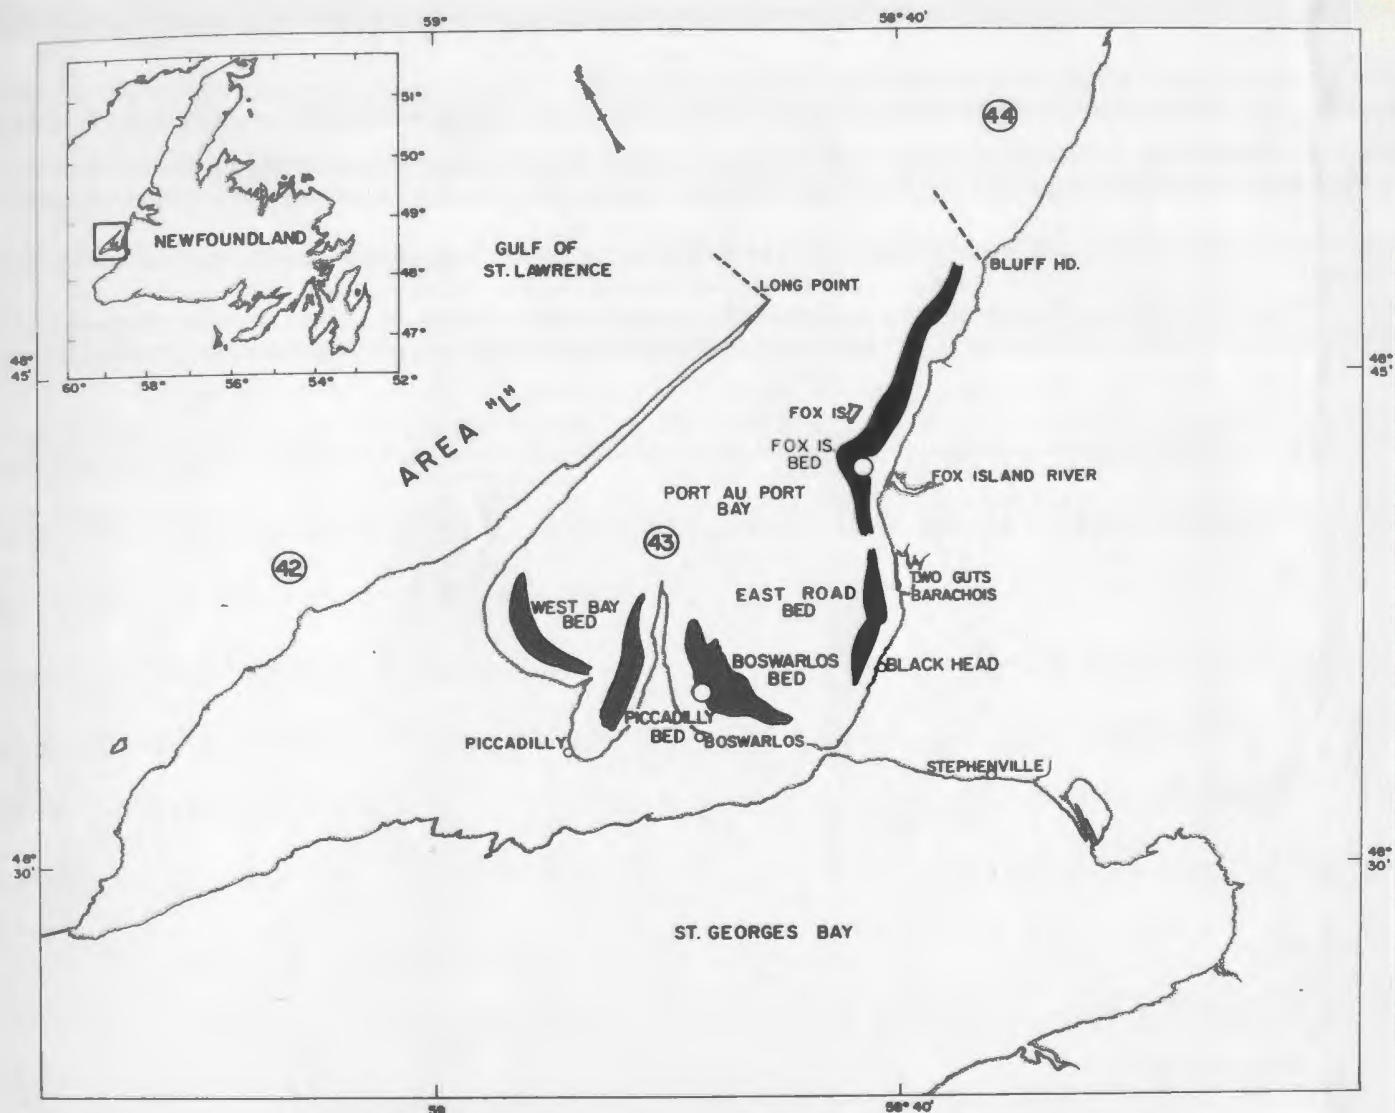 59°
58° 40'
51°
50°
49°
48°
47°
60°
58°
56°
54°
52°
NEWFOUNDLAND
44
GULF OF
ST. LAWRENCE
LONG POINT
BLUFF HD.
48°
45'
48°
45'
AREA "L"
FOX IS.
FOX IS.
BED
FOX ISLAND RIVER
PORT AU PORT
BAY
42
43
TWO GUTS
BARACHOIS
WEST BAY
BED
EAST ROAD
BED
BOSWARLOS
BED
BLACK HEAD
PICCADILLY
BED
PICCADILLY
BOSWARLOS
STEPHENVILLE
48°
30'
48°
30'
ST. GEORGES BAY
59
58° 40'